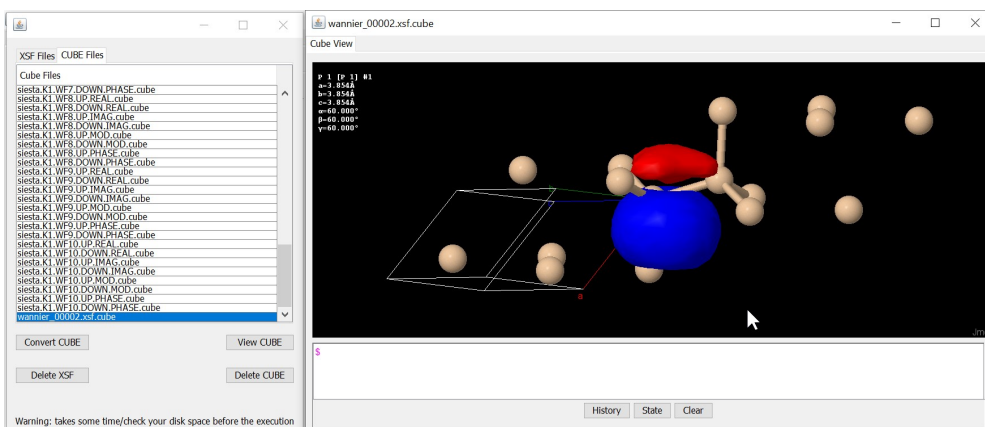 XSF Files CUBE Files
Cube Files
siesta.K1.WF7.DOWN.PHASE.cube
siesta.K1.WF8.UP.REAL.cube
siesta.K1.WF8.DOWN.REAL.cube
siesta.K1.WF8.UP.IMAG.cube
siesta.K1.WF8.DOWN.IMAG.cube
siesta.K1.WF8.UP.MOD.cube
siesta.K1.WF8.DOWN.MOD.cube
siesta.K1.WF8.UP.PHASE.cube
siesta.K1.WF8.DOWN.PHASE.cube
siesta.K1.WF9.UP.REAL.cube
siesta.K1.WF9.DOWN.REAL.cube
siesta.K1.WF9.UP.IMAG.cube
siesta.K1.WF9.DOWN.IMAG.cube
siesta.K1.WF9.UP.MOD.cube
siesta.K1.WF9.DOWN.MOD.cube
siesta.K1.WF9.UP.PHASE.cube
siesta.K1.WF9.DOWN.PHASE.cube
siesta.K1.WF10.UP.REAL.cube
siesta.K1.WF10.DOWN.REAL.cube
siesta.K1.WF10.UP.IMAG.cube
siesta.K1.WF10.DOWN.IMAG.cube
siesta.K1.WF10.UP.MOD.cube
siesta.K1.WF10.DOWN.MOD.cube
siesta.K1.WF10.UP.PHASE.cube
siesta.K1.WF10.DOWN.PHASE.cube
wannier_00002.xsf.cube
Convert CUBE View CUBE
Delete XSF Delete CUBE
Warning: takes some time/check your disk space before the execution
wannier_00002.xsf.cube
Cube View
P 1 [P 1] #1
a=3.854Å
b=3.854Å
c=3.854Å
α=60.000°
β=60.000°
γ=60.000°
a
Jm
$
History State Clear